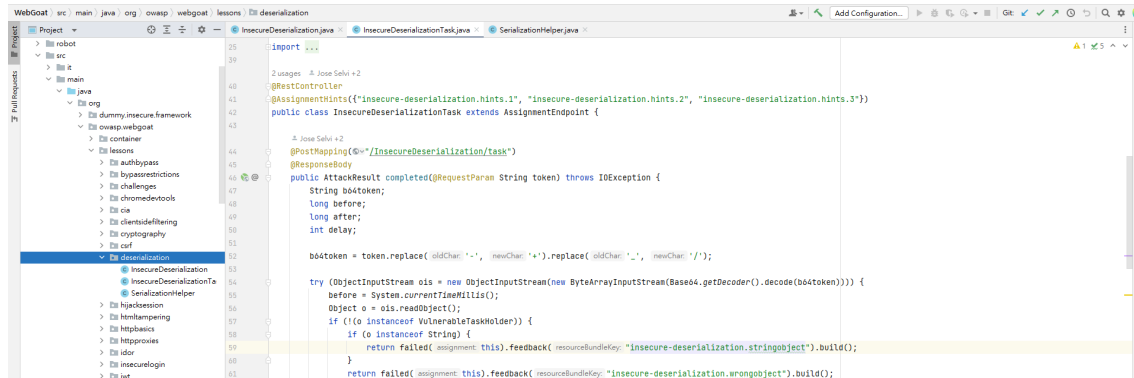 WebGoat › src › main › java › org › owasp › webgoat › lessons › deserialization
Add Configuration...
Git:
Project
InsecureDeserialization.java
InsecureDeserializationTask.java
SerializationHelper.java
Project
Pull Requests
robot
src
it
main
java
org
dummy.insecure.framework
owasp.webgoat
container
lessons
authbypass
bypassrestrictions
challenges
chromedevtools
cia
clientsidefiltering
cryptography
csrf
deserialization
InsecureDeserialization
InsecureDeserializationTa
SerializationHelper
hijacksession
htmltampering
httpbasics
httpproxies
idor
insecurelogin
jwt
1 5
25 import ...
39
2 usages Jose Selvi +2
40 @RestController
41 @AssignmentHints({"insecure-deserialization.hints.1", "insecure-deserialization.hints.2", "insecure-deserialization.hints.3"})
42 public class InsecureDeserializationTask extends AssignmentEndpoint {
43
Jose Selvi +2
44 @PostMapping("/InsecureDeserialization/task")
45 @ResponseBody
46 @ public AttackResult completed(@RequestParam String token) throws IOException {
47 String b64token;
48 long before;
49 long after;
50 int delay;
51
52 b64token = token.replace( oldChar: '-', newChar: '+').replace( oldChar: '_', newChar: '/');
53
54 try (ObjectInputStream ois = new ObjectInputStream(new ByteArrayInputStream(Base64.getDecoder().decode(b64token)))) {
55 before = System.currentTimeMillis();
56 Object o = ois.readObject();
57 if (!(o instanceof VulnerableTaskHolder)) {
58 if (o instanceof String) {
59 return failed( assignment: this).feedback( resourceBundleKey: "insecure-deserialization.stringobject").build();
60 }
61 return failed( assignment: this).feedback( resourceBundleKey: "insecure-deserialization.wrongobject").build();